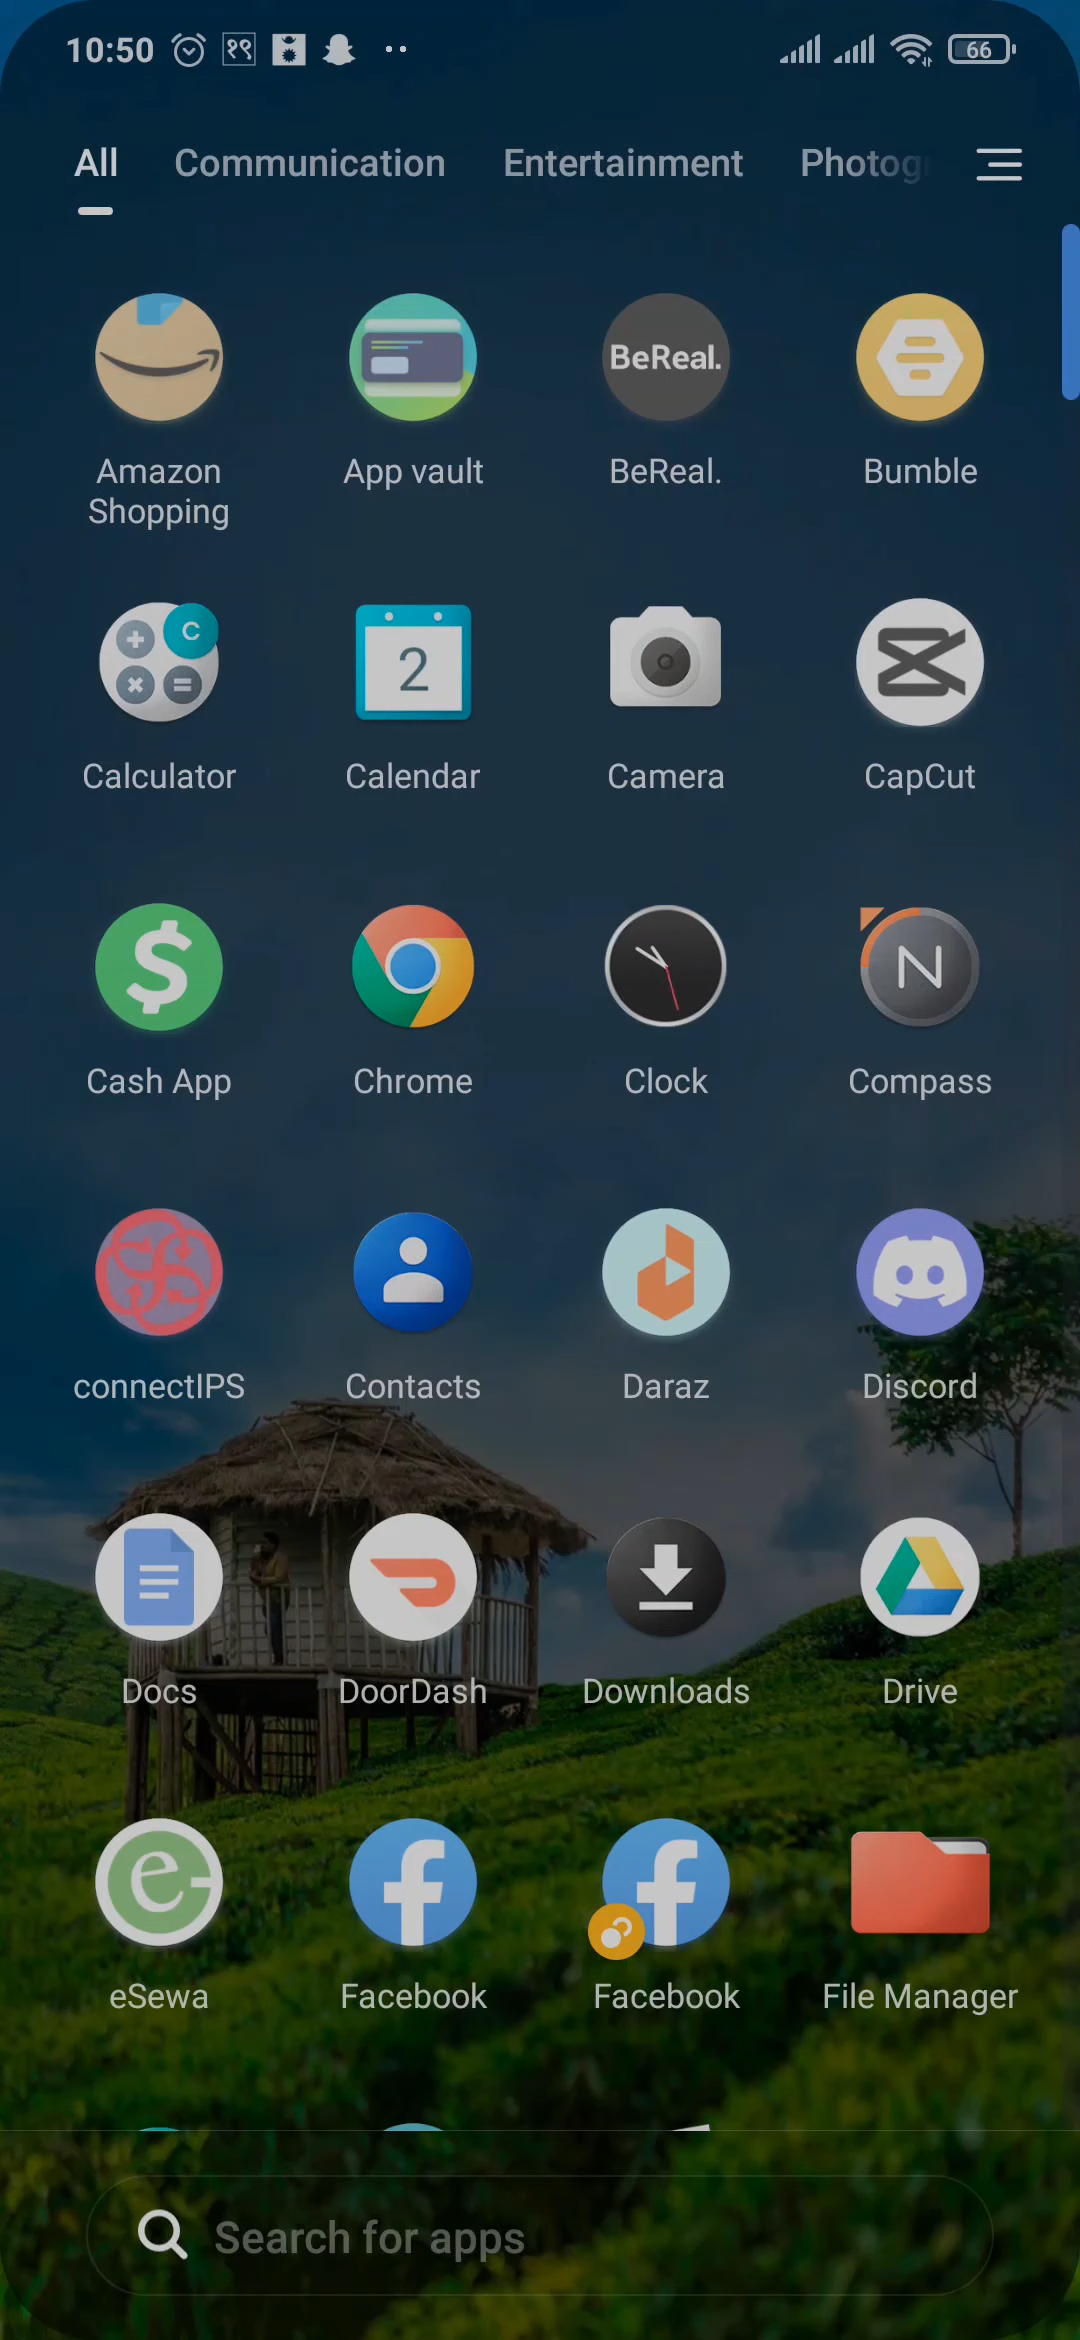 10:50 ११ 66
All Communication Entertainment Photog
BeReal.
Amazon Shopping App vault BeReal. Bumble
C
2
Calculator Calendar Camera CapCut
N
Cash App Chrome Clock Compass
connectIPS Contacts Daraz Discord
Docs DoorDash Downloads Drive
eSewa Facebook Facebook File Manager
Search for apps